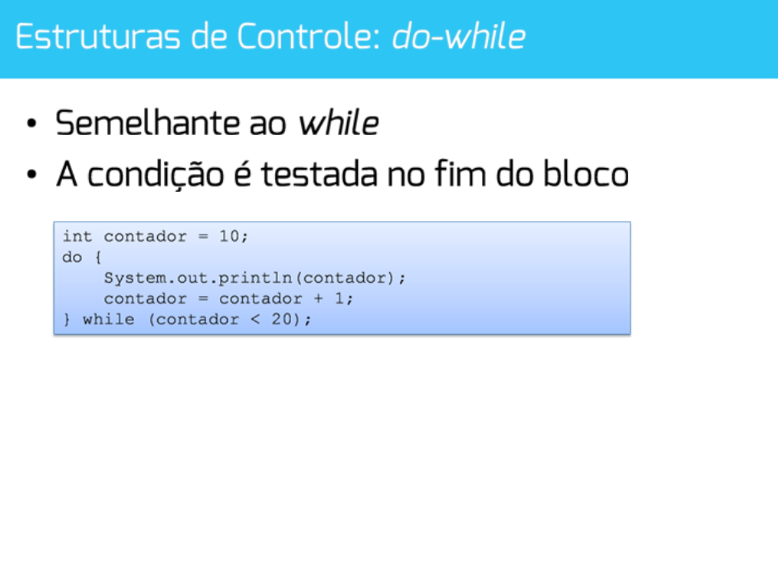 Estruturas de Controle: do-while
• Semelhante ao while
• A condição é testada no fim do bloco
int contador = 10;
do {
    System.out.println(contador);
    contador = contador + 1;
} while (contador < 20);